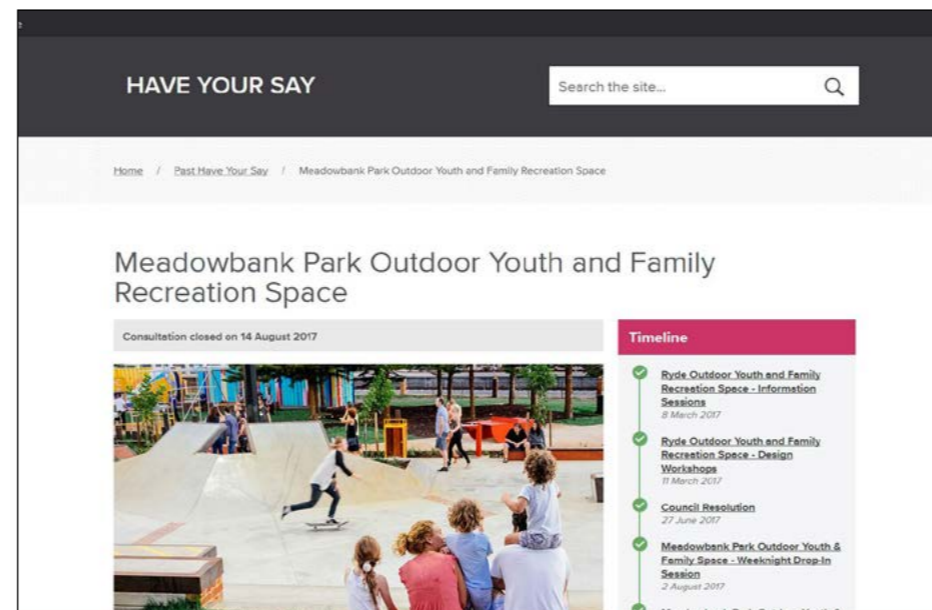 HAVE YOUR SAY
Search the site...
Home / Past Have Your Say / Meadowbank Park Outdoor Youth and Family Recreation Space
Meadowbank Park Outdoor Youth and Family
Recreation Space
Consultation closed on 14 August 2017
Timeline
Ryde Outdoor Youth and Family
Recreation Space - Information
Sessions
8 March 2017
Ryde Outdoor Youth and Family
Recreation Space - Design
Workshops
11 March 2017
Council Resolution
27 June 2017
Meadowbank Park Outdoor Youth &
Family Space - Weeknight Drop-In
Session
2 August 2017